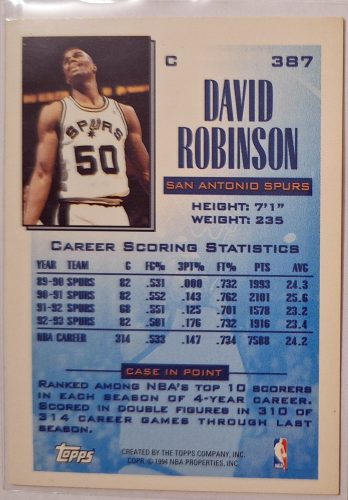 C 387
DAVID
ROBINSON
SAN ANTONIO SPURS
HEIGHT: 7'1"
WEIGHT: 235
SPURS
50
CAREER SCORING STATISTICS
YEAR TEAM G FG% 3PT% FT% PTS AVG
89-90 SPURS 82 .531 .000 .732 1993 24.3
90-91 SPURS 82 .552 .143 .762 2101 25.6
91-92 SPURS 68 .551 .125 .701 1578 23.2
92-93 SPURS 82 .501 .176 .732 1916 23.4
NBA CAREER 314 .533 .147 .734 7588 24.2
CASE IN POINT
RANKED AMONG NBA'S TOP 10 SCORERS
IN EACH SEASON OF 4-YEAR CAREER.
SCORED IN DOUBLE FIGURES IN 310 OF
314 CAREER GAMES THROUGH LAST
SEASON.
Topps
CREATED BY THE TOPPS COMPANY, INC.
COPR. © 1994 NBA PROPERTIES, INC
NBA